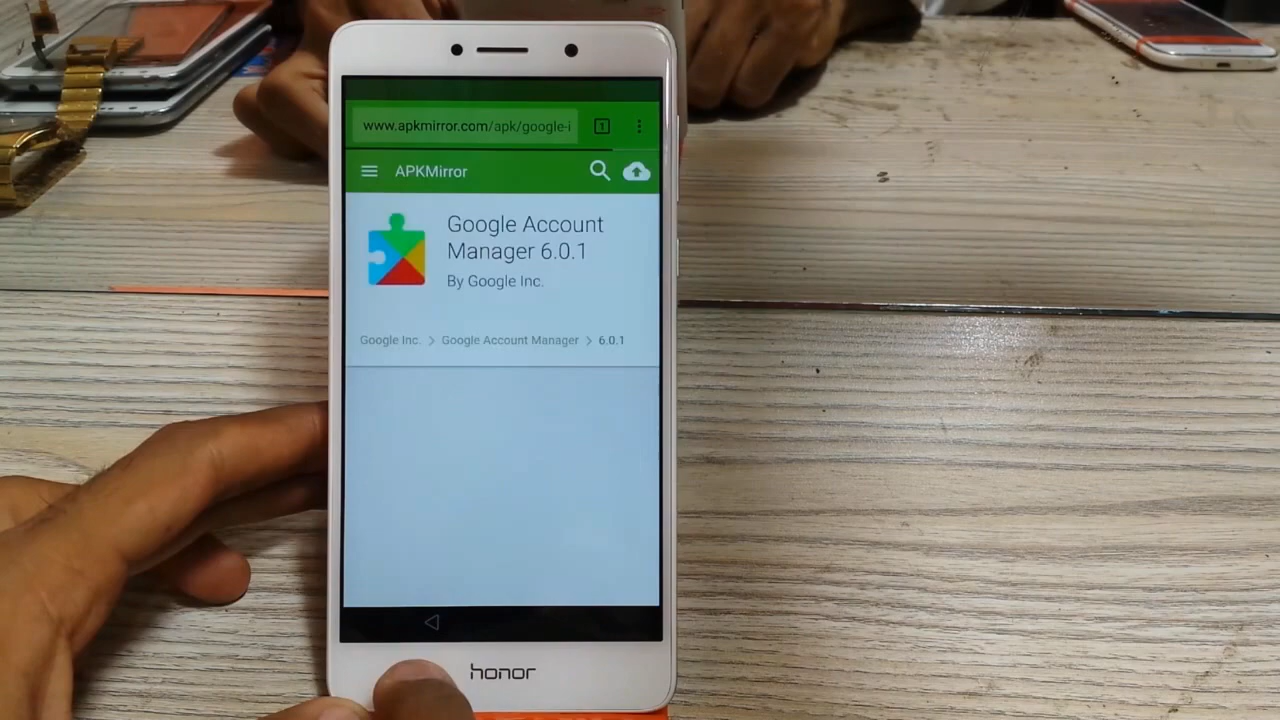 www.apkmirror.com/apk/google-i
1
APKMirror
Google Account
Manager 6.0.1
By Google Inc.
Google Inc. > Google Account Manager > 6.0.1
honor